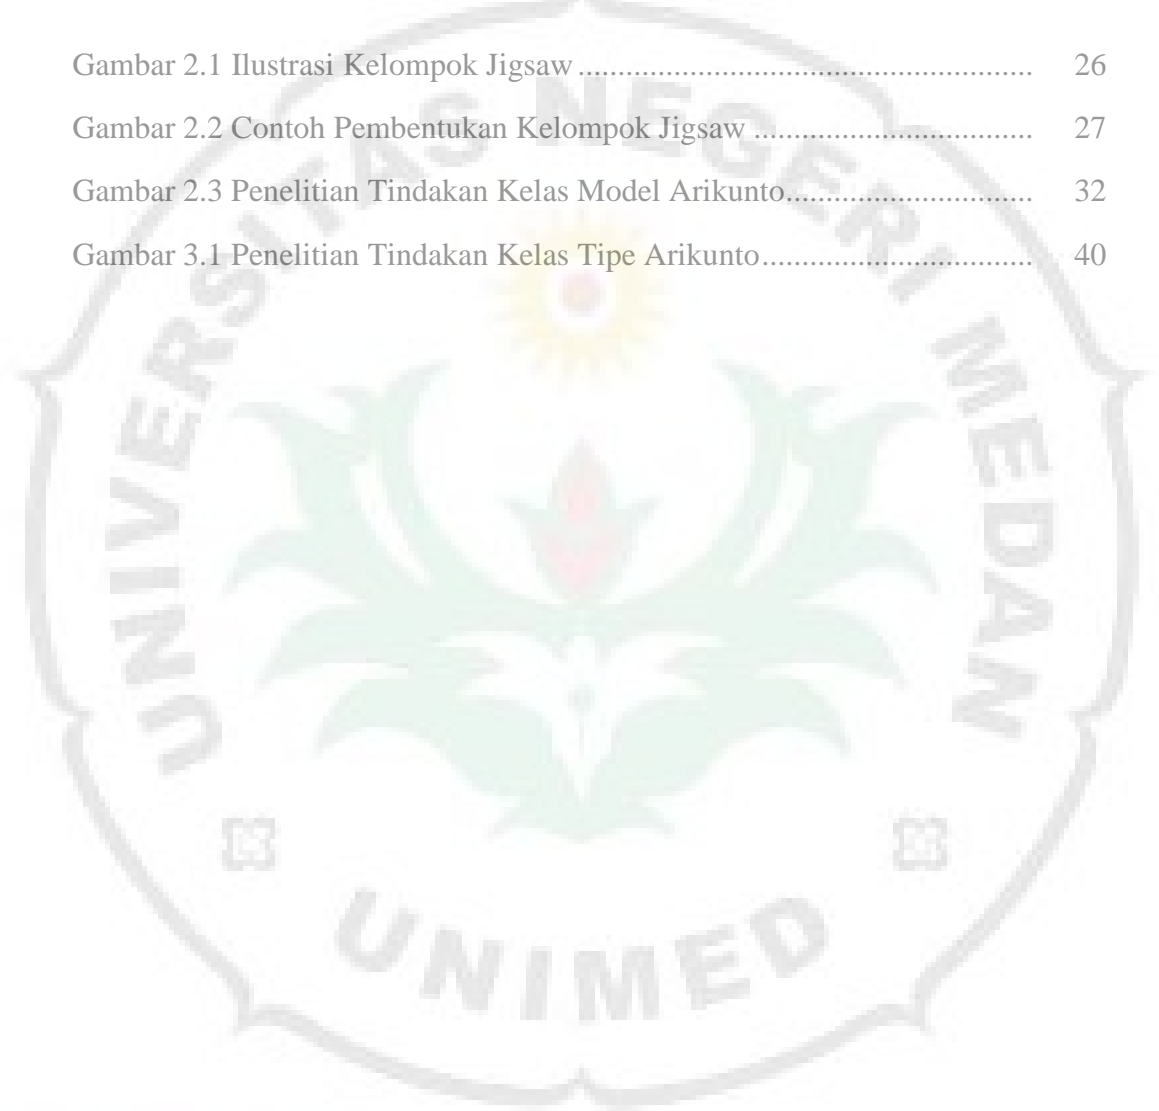 Gambar 2.1 Ilustrasi Kelompok Jigsaw ......................................................... 26
Gambar 2.2 Contoh Pembentukan Kelompok Jigsaw ................................... 27
Gambar 2.3 Penelitian Tindakan Kelas Model Arikunto............................... 32
Gambar 3.1 Penelitian Tindakan Kelas Tipe Arikunto.................................. 40
UNIVERSITAS NEGERI MEDAN
UNIMED